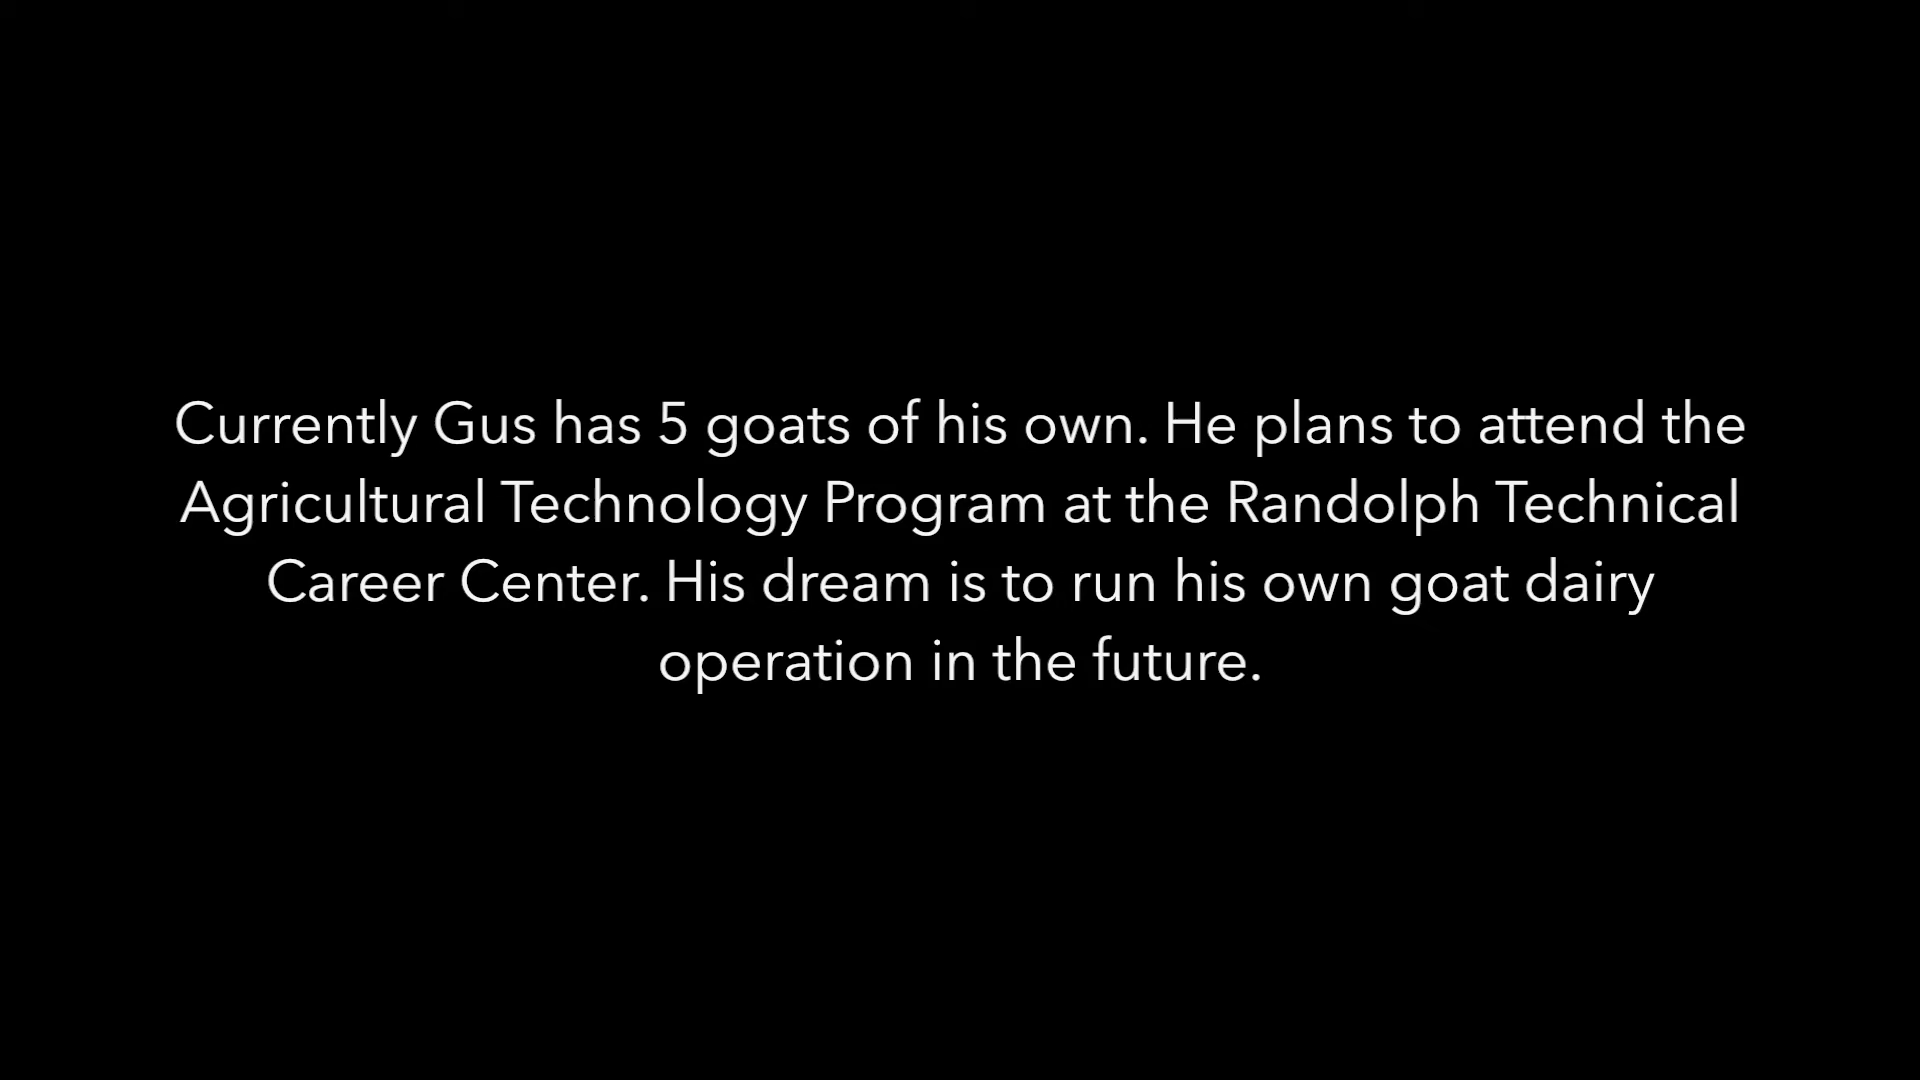 Currently Gus has 5 goats of his own. He plans to attend the
Agricultural Technology Program at the Randolph Technical
Career Center. His dream is to run his own goat dairy
operation in the future.